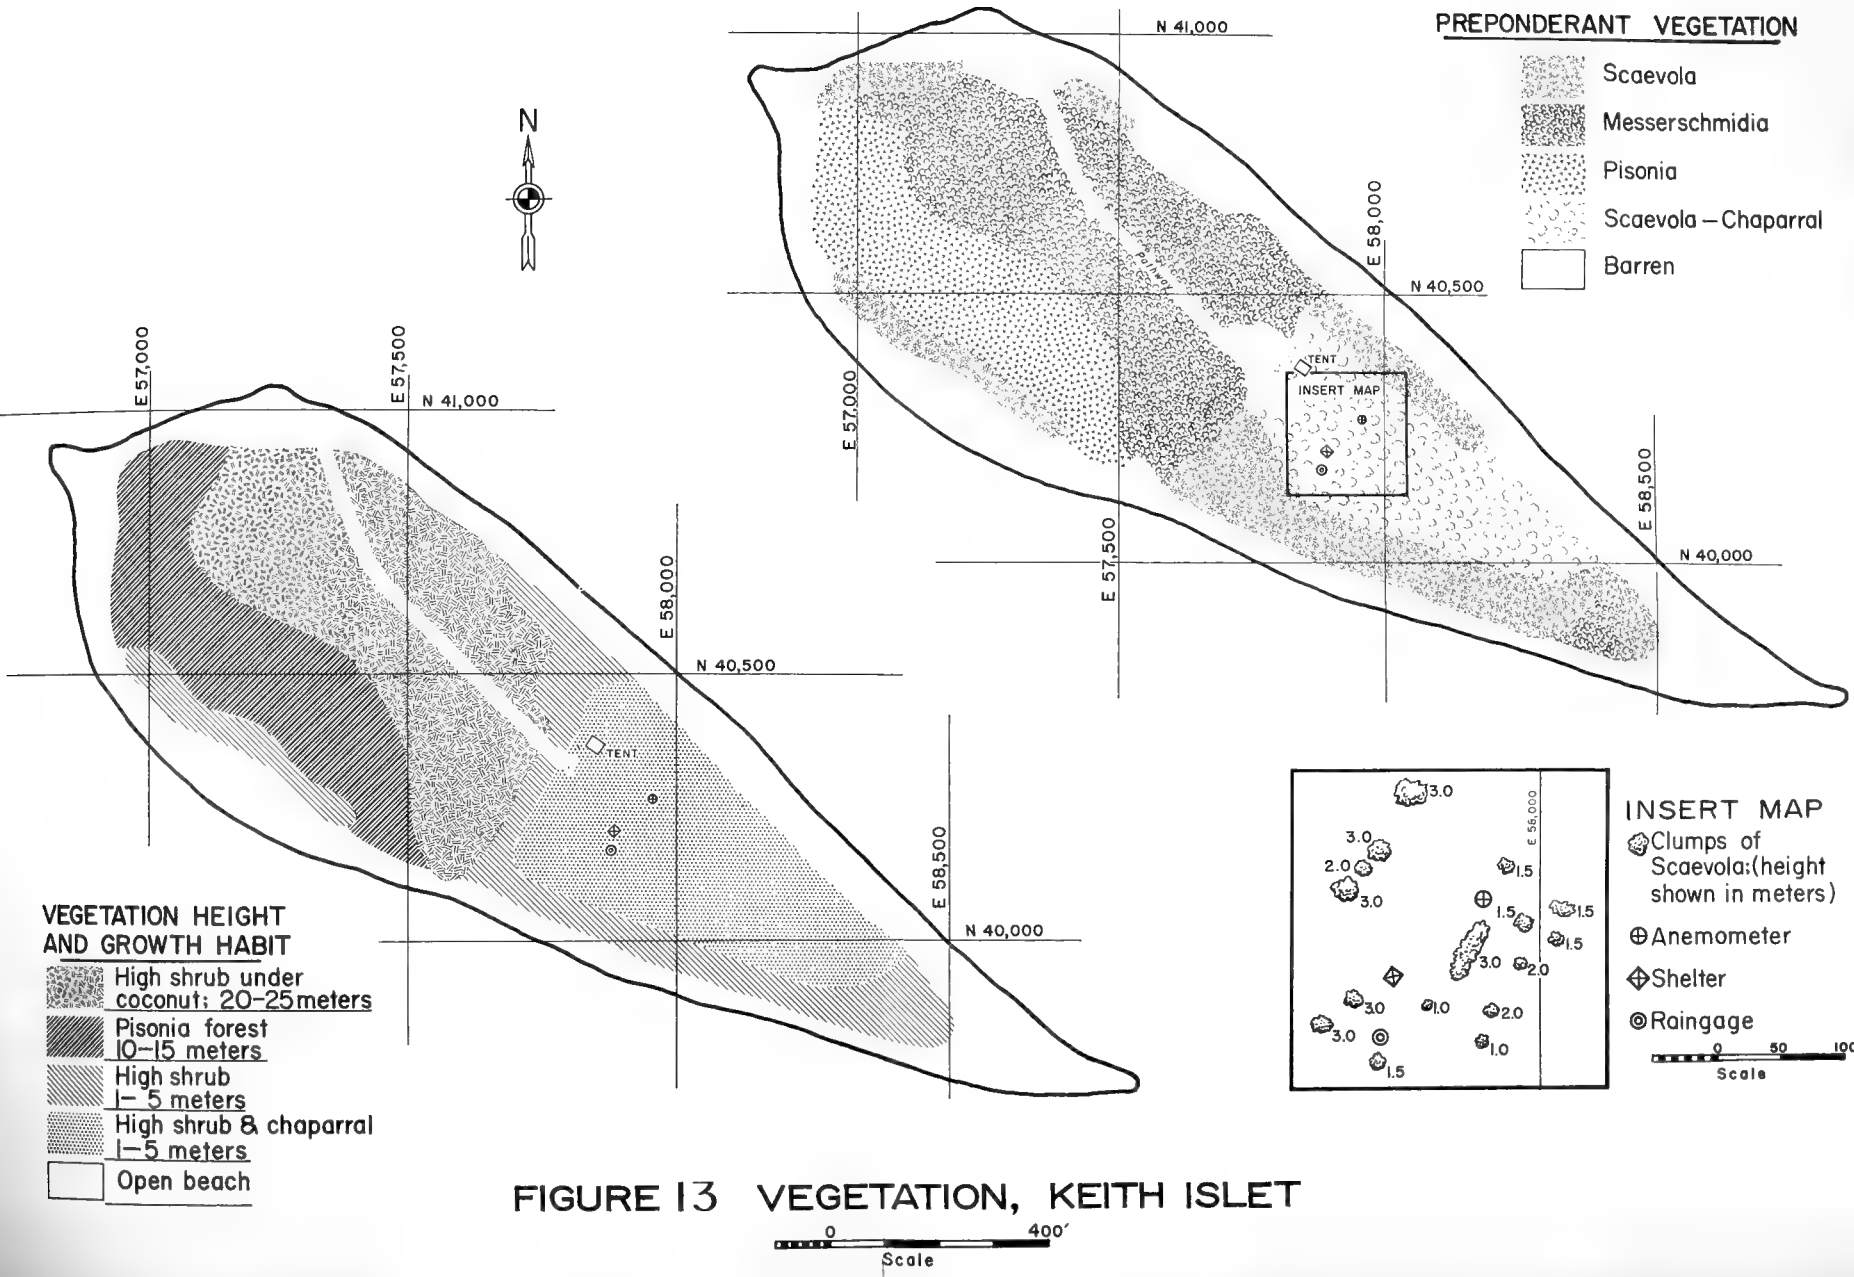 PREPONDERANT VEGETATION
Scaevola
Messerschmidia
Pisonia
Scaevola – Chaparral
Barren
N 41,000
E 58,000
N 40,500
Palmoy
TENT
INSERT MAP
E 57,000
E 58,500
E 57,500
N 40,000
N
E 57,000
E 57,500
N 41,000
E 58,000
N 40,500
TENT
E 58,500
N 40,000
VEGETATION HEIGHT
AND GROWTH HABIT
High shrub under
coconut: 20-25 meters
Pisonia forest
10-15 meters
High shrub
1- 5 meters
High shrub & chaparral
1-5 meters
Open beach
E 58,000
3.0
3.0
2.0
3.0
1.5
1.5
1.5
1.5
3.0
2.0
3.0
1.0
2.0
3.0
1.0
1.5
INSERT MAP
Clumps of
Scaevola:(height
shown in meters)
Anemometer
Shelter
Raingage
0 50 100
Scale
FIGURE 13 VEGETATION, KEITH ISLET
0 400'
Scale